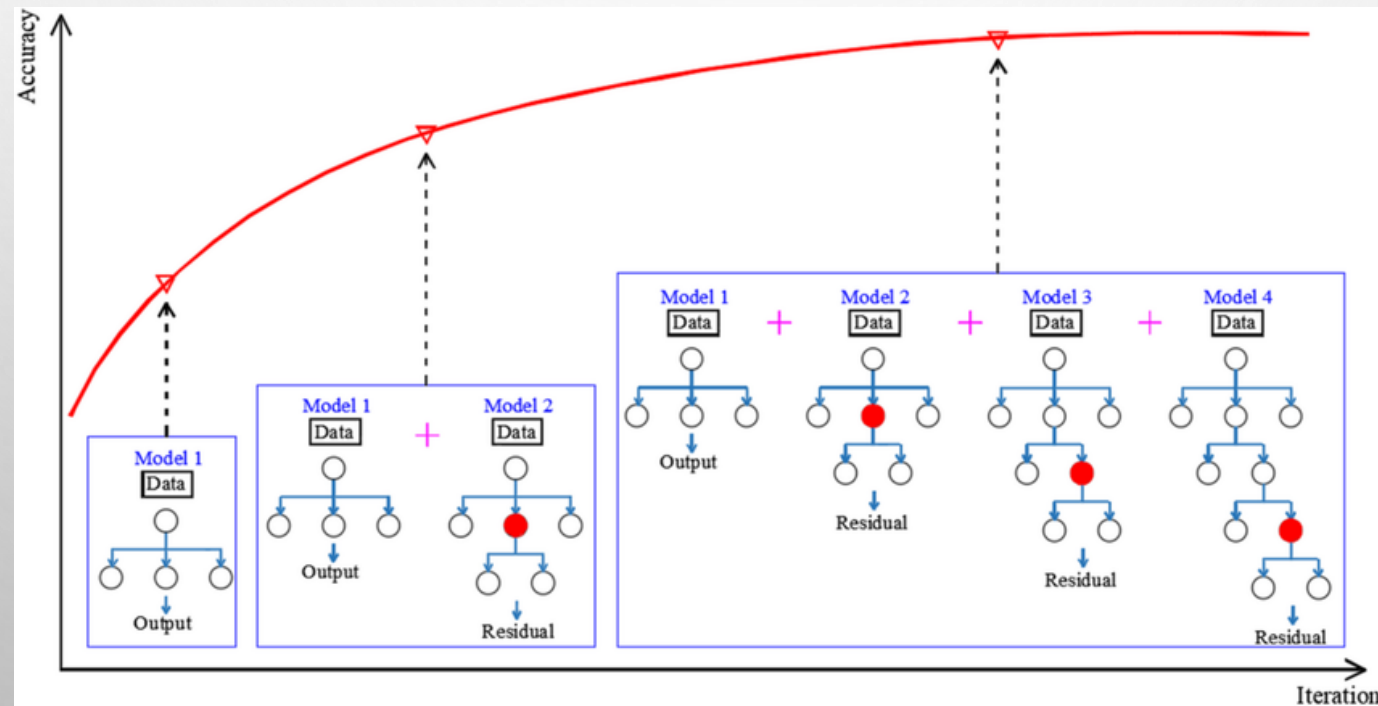 Accuracy
Model 1
Data
Output
Model 1
Data
+
Model 2
Data
Output
Residual
Model 1
Data
+
Model 2
Data
+
Model 3
Data
+
Model 4
Data
Output
Residual
Residual
Residual
Iteration